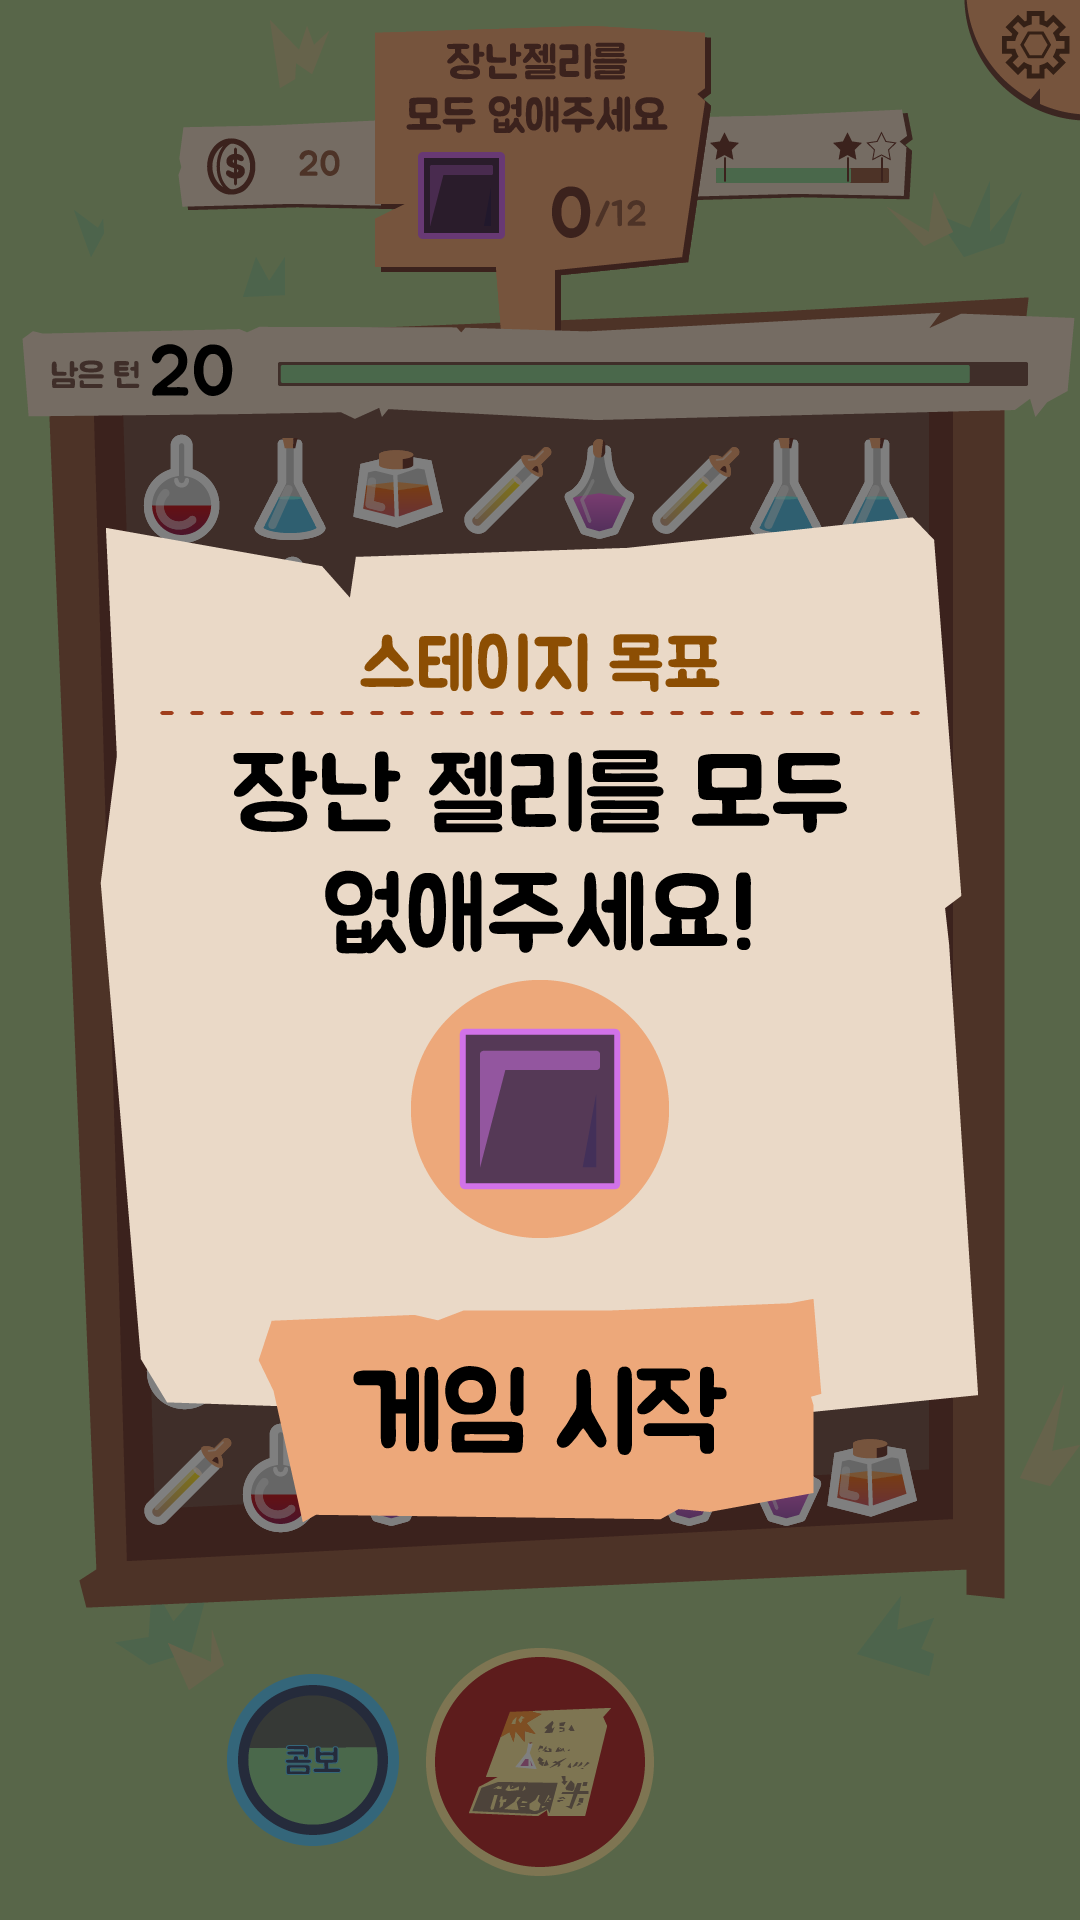 장난젤리를
모두 없애주세요
20
0/12
남은 턴 20
스테이지 목표
장난 젤리를 모두
없애주세요!
게임 시작
콤보